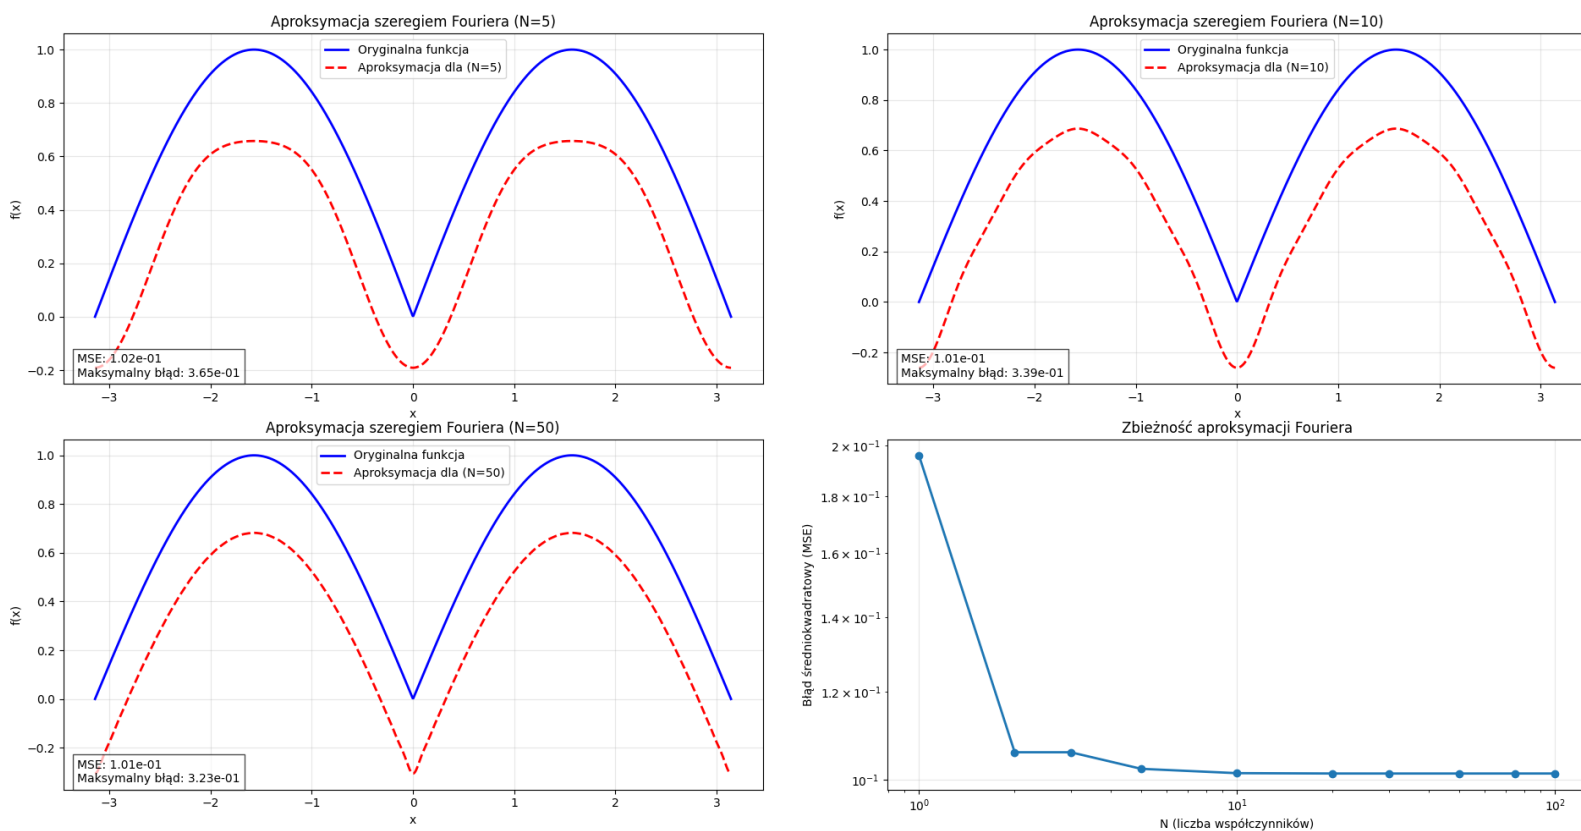 Aproksymacja szeregiem Fouriera (N=5)
Oryginalna funkcja
Aproksymacja dla (N=5)
f(x)
1.0
0.8
0.6
0.4
0.2
0.0
−0.2
MSE: 1.02e-01
Maksymalny błąd: 3.65e-01
−3 −2 −1 0 1 2 3
x
Aproksymacja szeregiem Fouriera (N=10)
Oryginalna funkcja
Aproksymacja dla (N=10)
f(x)
1.0
0.8
0.6
0.4
0.2
0.0
−0.2
MSE: 1.01e-01
Maksymalny błąd: 3.39e-01
−3 −2 −1 0 1 2 3
x
Aproksymacja szeregiem Fouriera (N=50)
Oryginalna funkcja
Aproksymacja dla (N=50)
f(x)
1.0
0.8
0.6
0.4
0.2
0.0
−0.2
MSE: 1.01e-01
Maksymalny błąd: 3.23e-01
−3 −2 −1 0 1 2 3
x
Zbieżność aproksymacji Fouriera
Błąd średniokwadratowy (MSE)
2 × 10⁻¹
1.8 × 10⁻¹
1.6 × 10⁻¹
1.4 × 10⁻¹
1.2 × 10⁻¹
10⁻¹
10⁰ 10¹ 10²
N (liczba współczynników)